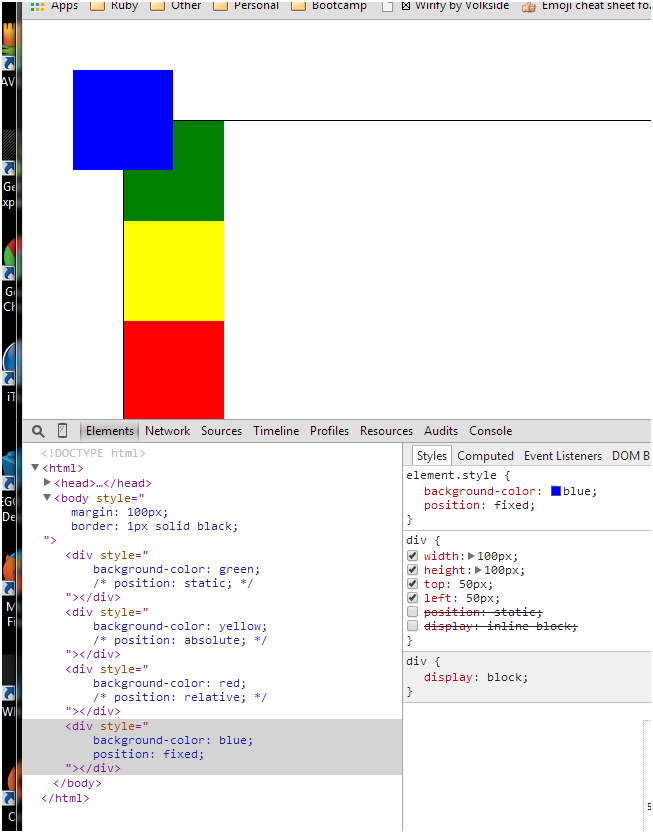 Apps Ruby Other Personal Bootcamp Wirify by Volkside Emoji cheat sheet fo...
AV
Ge
xp
Go
Ch
iT
De
M
Fi
C
Elements Network Sources Timeline Profiles Resources Audits Console
<!DOCTYPE html>
<html>
<head>…</head>
<body style="
margin: 100px;
border: 1px solid black;
">
<div style="
background-color: green;
/* position: static; */
"></div>
<div style="
background-color: yellow;
/* position: absolute; */
"></div>
<div style="
background-color: red;
/* position: relative; */
"></div>
<div style="
background-color: blue;
position: fixed;
"></div>
</body>
</html>
Styles Computed Event Listeners DOM B
element.style {
background-color: blue;
position: fixed;
}
div {
width: 100px;
height: 100px;
top: 50px;
left: 50px;
position: static;
display: inline-block;
}
div {
display: block;
}